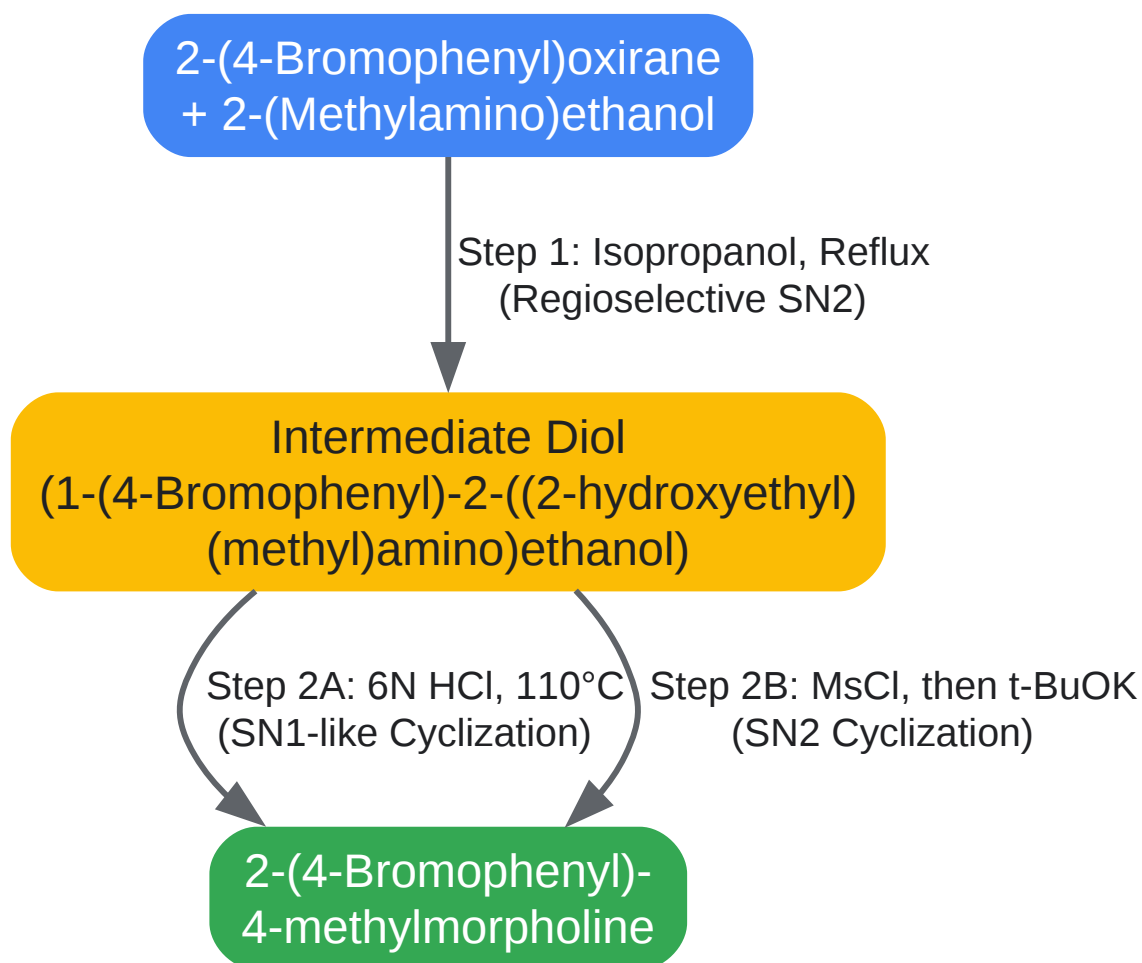 2-(4-Bromophenyl)oxirane
+ 2-(Methylamino)ethanol
Step 1: Isopropanol, Reflux
(Regioselective SN2)
Intermediate Diol
(1-(4-Bromophenyl)-2-((2-hydroxyethyl)
(methyl)amino)ethanol)
Step 2A: 6N HCl, 110°C
(SN1-like Cyclization)
Step 2B: MsCl, then t-BuOK
(SN2 Cyclization)
2-(4-Bromophenyl)-
4-methylmorpholine